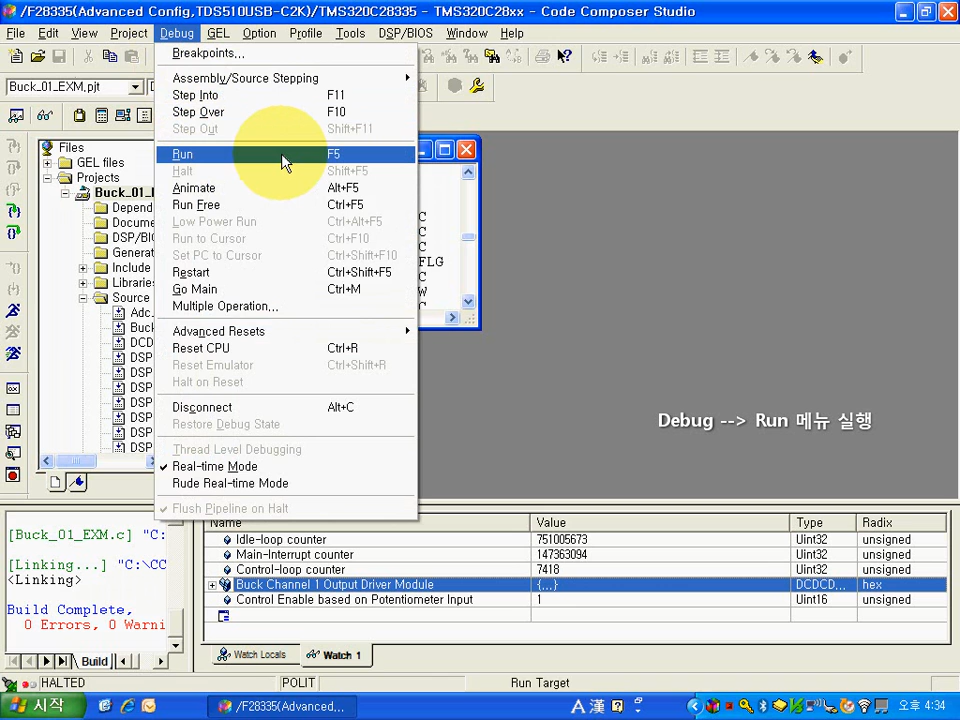 /F28335(Advanced Config,TDS510USB-C2K)/TMS320C28335 - TMS320C28xx - Code Composer Studio
File Edit View Project Debug GEL Option Profile Tools DSP/BIOS Window Help
Breakpoints...
Buck_01_EXM.pjt
Assembly/Source Stepping
Step Into F11
Step Over F10
Step Out Shift+F11
Run F5
Halt Shift+F5
Animate Alt+F5
Run Free Ctrl+F5
Low Power Run Ctrl+Alt+F5
Run to Cursor Ctrl+F10
Set PC to Cursor Ctrl+Shift+F10
Restart Ctrl+Shift+F5
Go Main Ctrl+M
Multiple Operation...
Advanced Resets
Reset CPU Ctrl+R
Reset Emulator Ctrl+Shift+R
Halt on Reset
Disconnect Alt+C
Restore Debug State
Thread Level Debugging
Real-time Mode
Rude Real-time Mode
Flush Pipeline on Halt
Files
GEL files
Projects
Buck_01_
Depend
Docume
DSP/BI
Generat
Include
Libraries
Source
Adc_
Buck
DCD
DSP
DSP
DSP
DSP
DSP
DSP
C
C
C
FLG
C
W
C
Debug --> Run 메뉴 실행
[Buck_01_EXM.c] "C:
[Linking...] "C:\CC
<Linking>
Build Complete,
0 Errors, 0 Warni
Build
Name Value Type Radix
Idle-loop counter 751005673 Uint32 unsigned
Main-Interrupt counter 147363094 Uint32 unsigned
Control-loop counter 7418 Uint32 unsigned
Buck Channel 1 Output Driver Module {...} DCDCD... hex
Control Enable based on Potentiometer Input 1 Uint16 unsigned
Watch Locals Watch 1
HALTED POLIT Run Target
시작 /F28335(Advanced... A 漢 오후 4:34